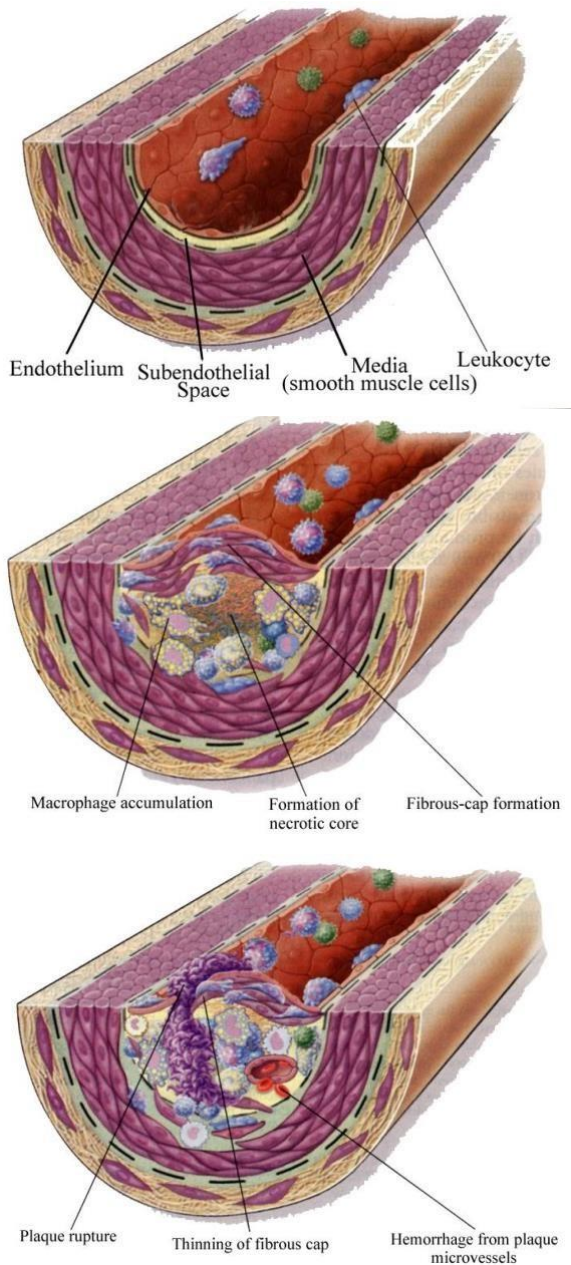 Endothelium
Subendothelial
Space
Media
(smooth muscle cells)
Leukocyte
Macrophage accumulation
Formation of
necrotic core
Fibrous-cap formation
Plaque rupture
Thinning of fibrous cap
Hemorrhage from plaque
microvessels